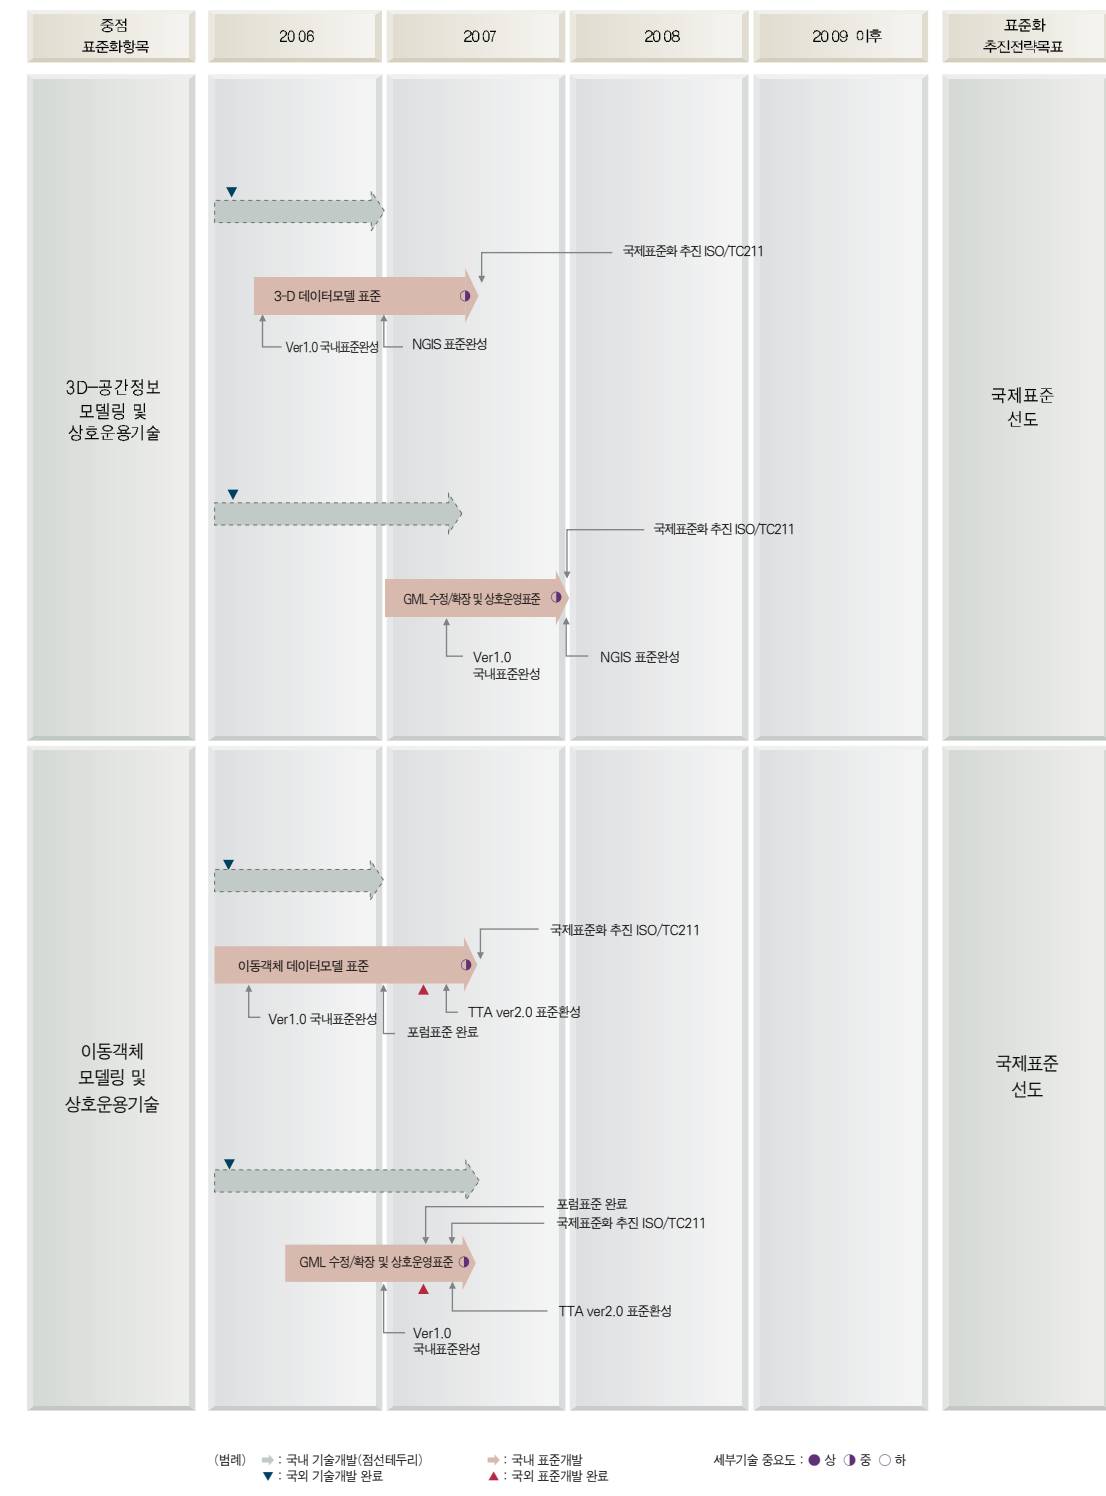 중점
표준화항목
2006
2007
2008
2009 이후
표준화
추진전략목표
국제표준화 추진 ISO/TC211
3-D 데이터모델 표준
Ver1.0 국내표준완성
NGIS 표준완성
3D-공간정보
모델링 및
상호운용기술
국제표준
선도
국제표준화 추진 ISO/TC211
GML 수정/확장 및 상호운영표준
Ver1.0
국내표준완성
NGIS 표준완성
국제표준화 추진 ISO/TC211
이동객체 데이터모델 표준
Ver1.0 국내표준완성
TTA ver2.0 표준환성
포럼표준 완료
이동객체
모델링 및
상호운용기술
국제표준
선도
포럼표준 완료
국제표준화 추진 ISO/TC211
GML 수정/확장 및 상호운영표준
TTA ver2.0 표준환성
Ver1.0
국내표준완성
(범례) : 국내 기술개발(점선테두리) : 국내 표준개발 세부기술 중요도 : 상 중 하
: 국외 기술개발 완료 : 국외 표준개발 완료